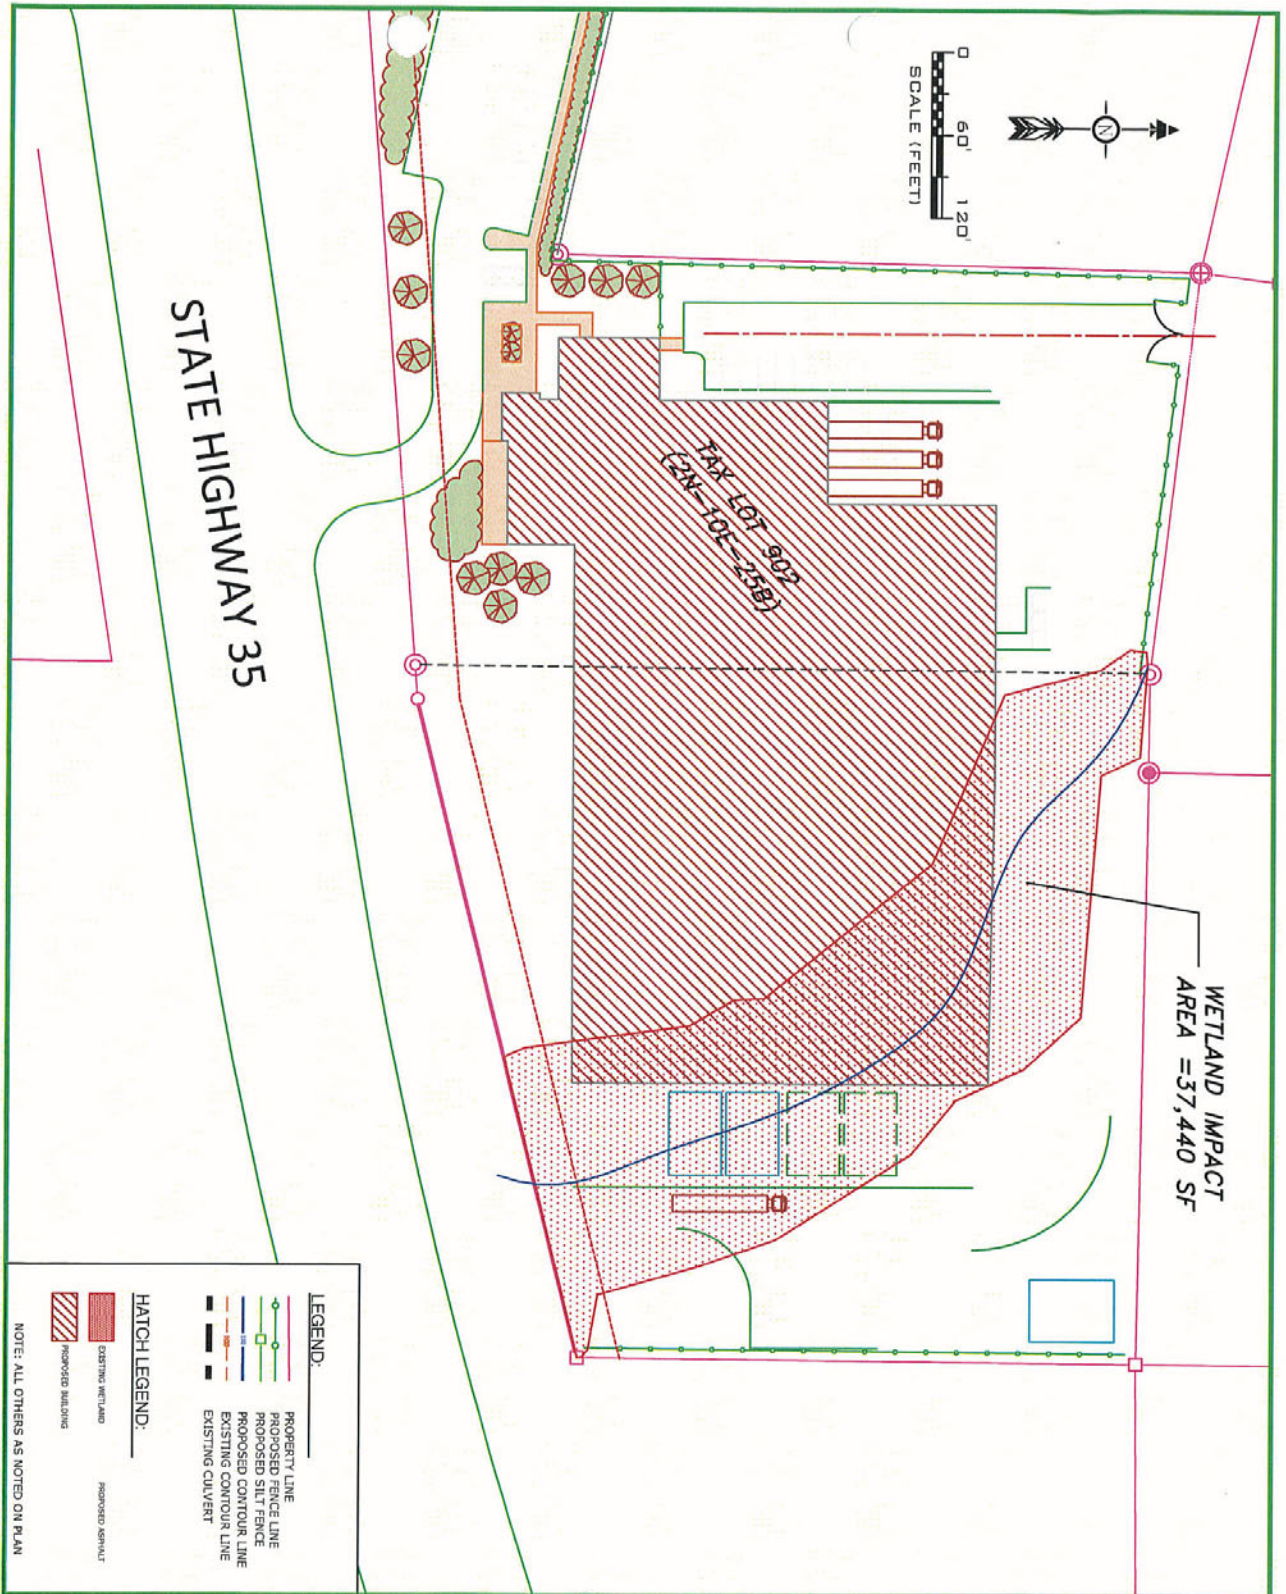 0 60' 120'
SCALE (FEET)
N
TAX LOT 902
(2N-10E-25B)
STATE HIGHWAY 35
WETLAND IMPACT
AREA =37,440 SF
LEGEND:
PROPERTY LINE
PROPOSED FENCE LINE
PROPOSED SILT FENCE
PROPOSED CONTOUR LINE
EXISTING CONTOUR LINE
EXISTING CULVERT
HATCH LEGEND:
EXISTING WETLAND
PROPOSED ASPHALT
PROPOSED BUILDING
NOTE: ALL OTHERS AS NOTED ON PLAN